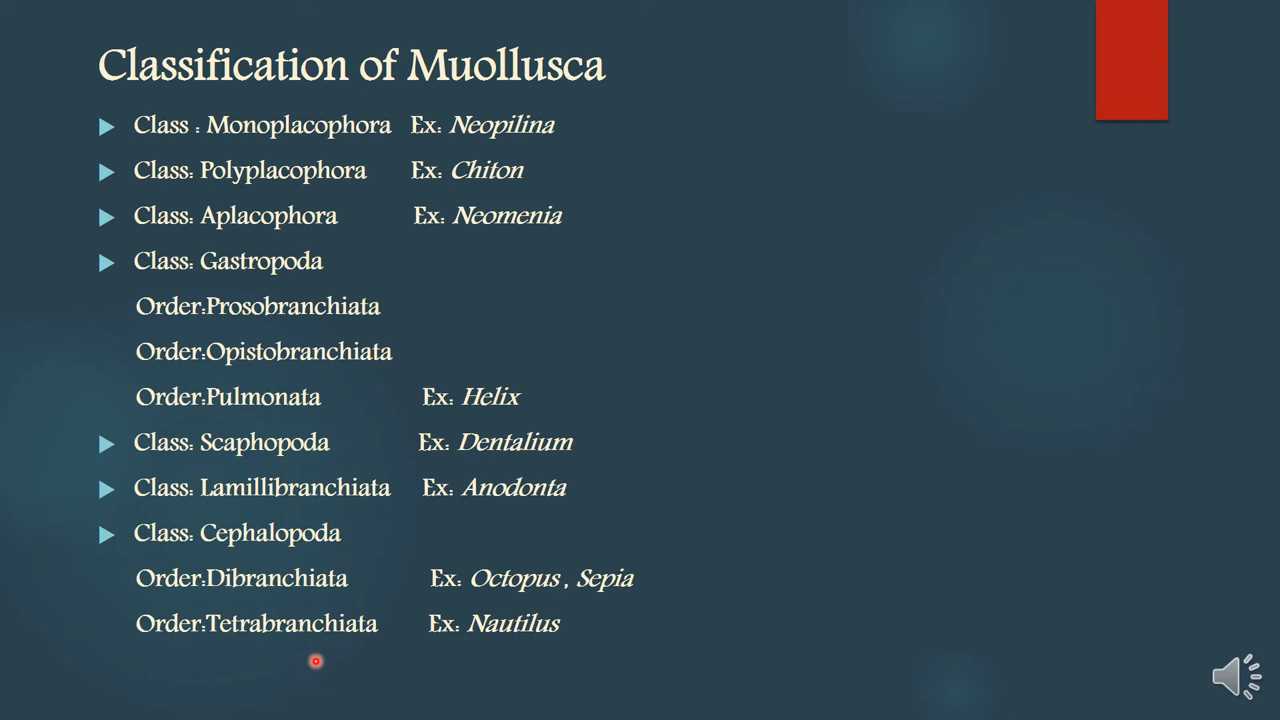 Classification of Muollusca
Class : Monoplacophora Ex: Neopilina
Class: Polyplacophora Ex: Chiton
Class: Aplacophora Ex: Neomenia
Class: Gastropoda
Order:Prosobranchiata
Order:Opistobranchiata
Order:Pulmonata Ex: Helix
Class: Scaphopoda Ex: Dentalium
Class: Lamillibranchiata Ex: Anodonta
Class: Cephalopoda
Order:Dibranchiata Ex: Octopus , Sepia
Order:Tetrabranchiata Ex: Nautilus